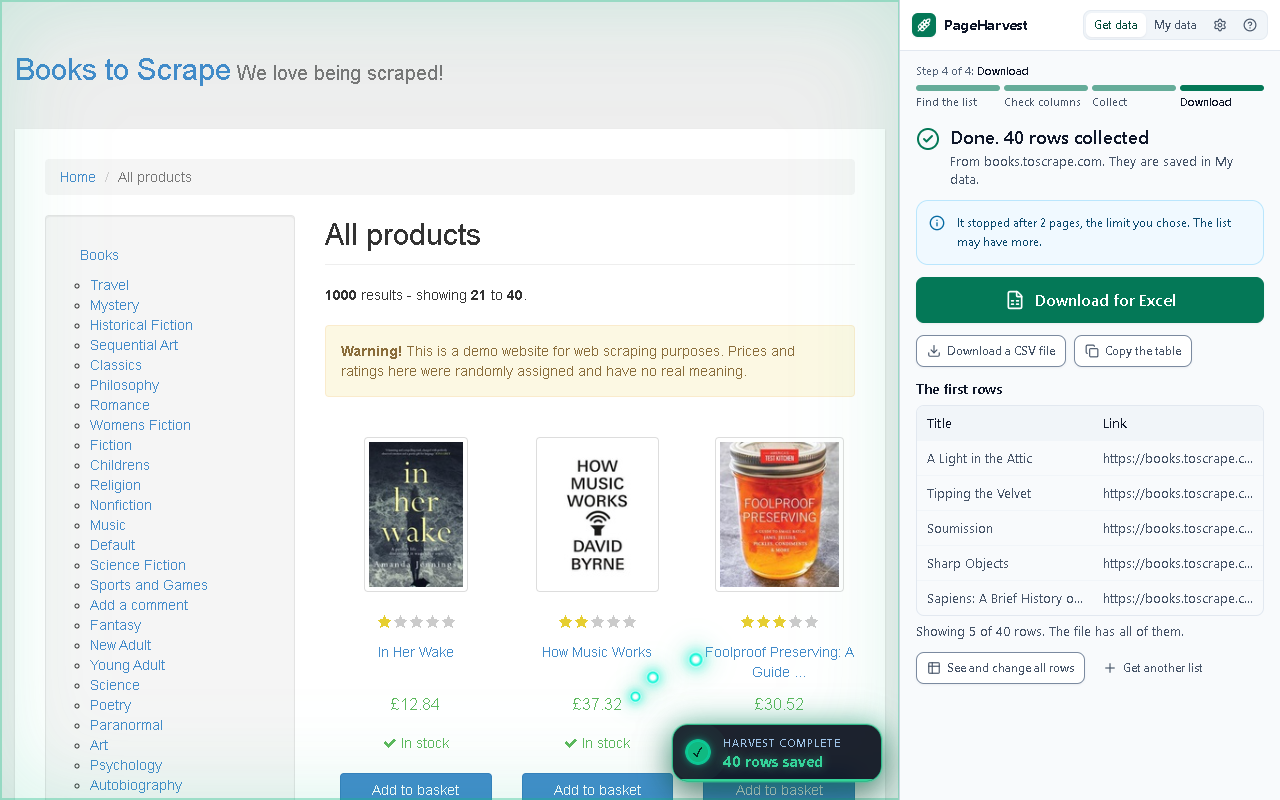 Books to Scrape We love being scraped!
Home / All products
Books
Travel
Mystery
Historical Fiction
Sequential Art
Classics
Philosophy
Romance
Womens Fiction
Fiction
Childrens
Religion
Nonfiction
Music
Default
Science Fiction
Sports and Games
Add a comment
Fantasy
New Adult
Young Adult
Science
Poetry
Paranormal
Art
Psychology
Autobiography
All products
1000 results - showing 21 to 40.
Warning! This is a demo website for web scraping purposes. Prices and
ratings here were randomly assigned and have no real meaning.
in
her
wake
Amanda Jennings
HOW
MUSIC
WORKS
DAVID
BYRNE
TEST KITCHEN
FOOLPROOF
PRESERVING
In Her Wake
How Music Works
Foolproof Preserving: A
Guide ...
£12.84
£37.32
£30.52
In stock
In stock
Add to basket
Add to basket
Add to basket
HARVEST COMPLETE
40 rows saved
PageHarvest
Get data
My data
Step 4 of 4: Download
Find the list
Check columns
Collect
Download
Done. 40 rows collected
From books.toscrape.com. They are saved in My
data.
It stopped after 2 pages, the limit you chose. The list
may have more.
Download for Excel
Download a CSV file
Copy the table
The first rows
Title Link
A Light in the Attic https://books.toscrape.c...
Tipping the Velvet https://books.toscrape.c...
Soumission https://books.toscrape.c...
Sharp Objects https://books.toscrape.c...
Sapiens: A Brief History o... https://books.toscrape.c...
Showing 5 of 40 rows. The file has all of them.
See and change all rows
Get another list